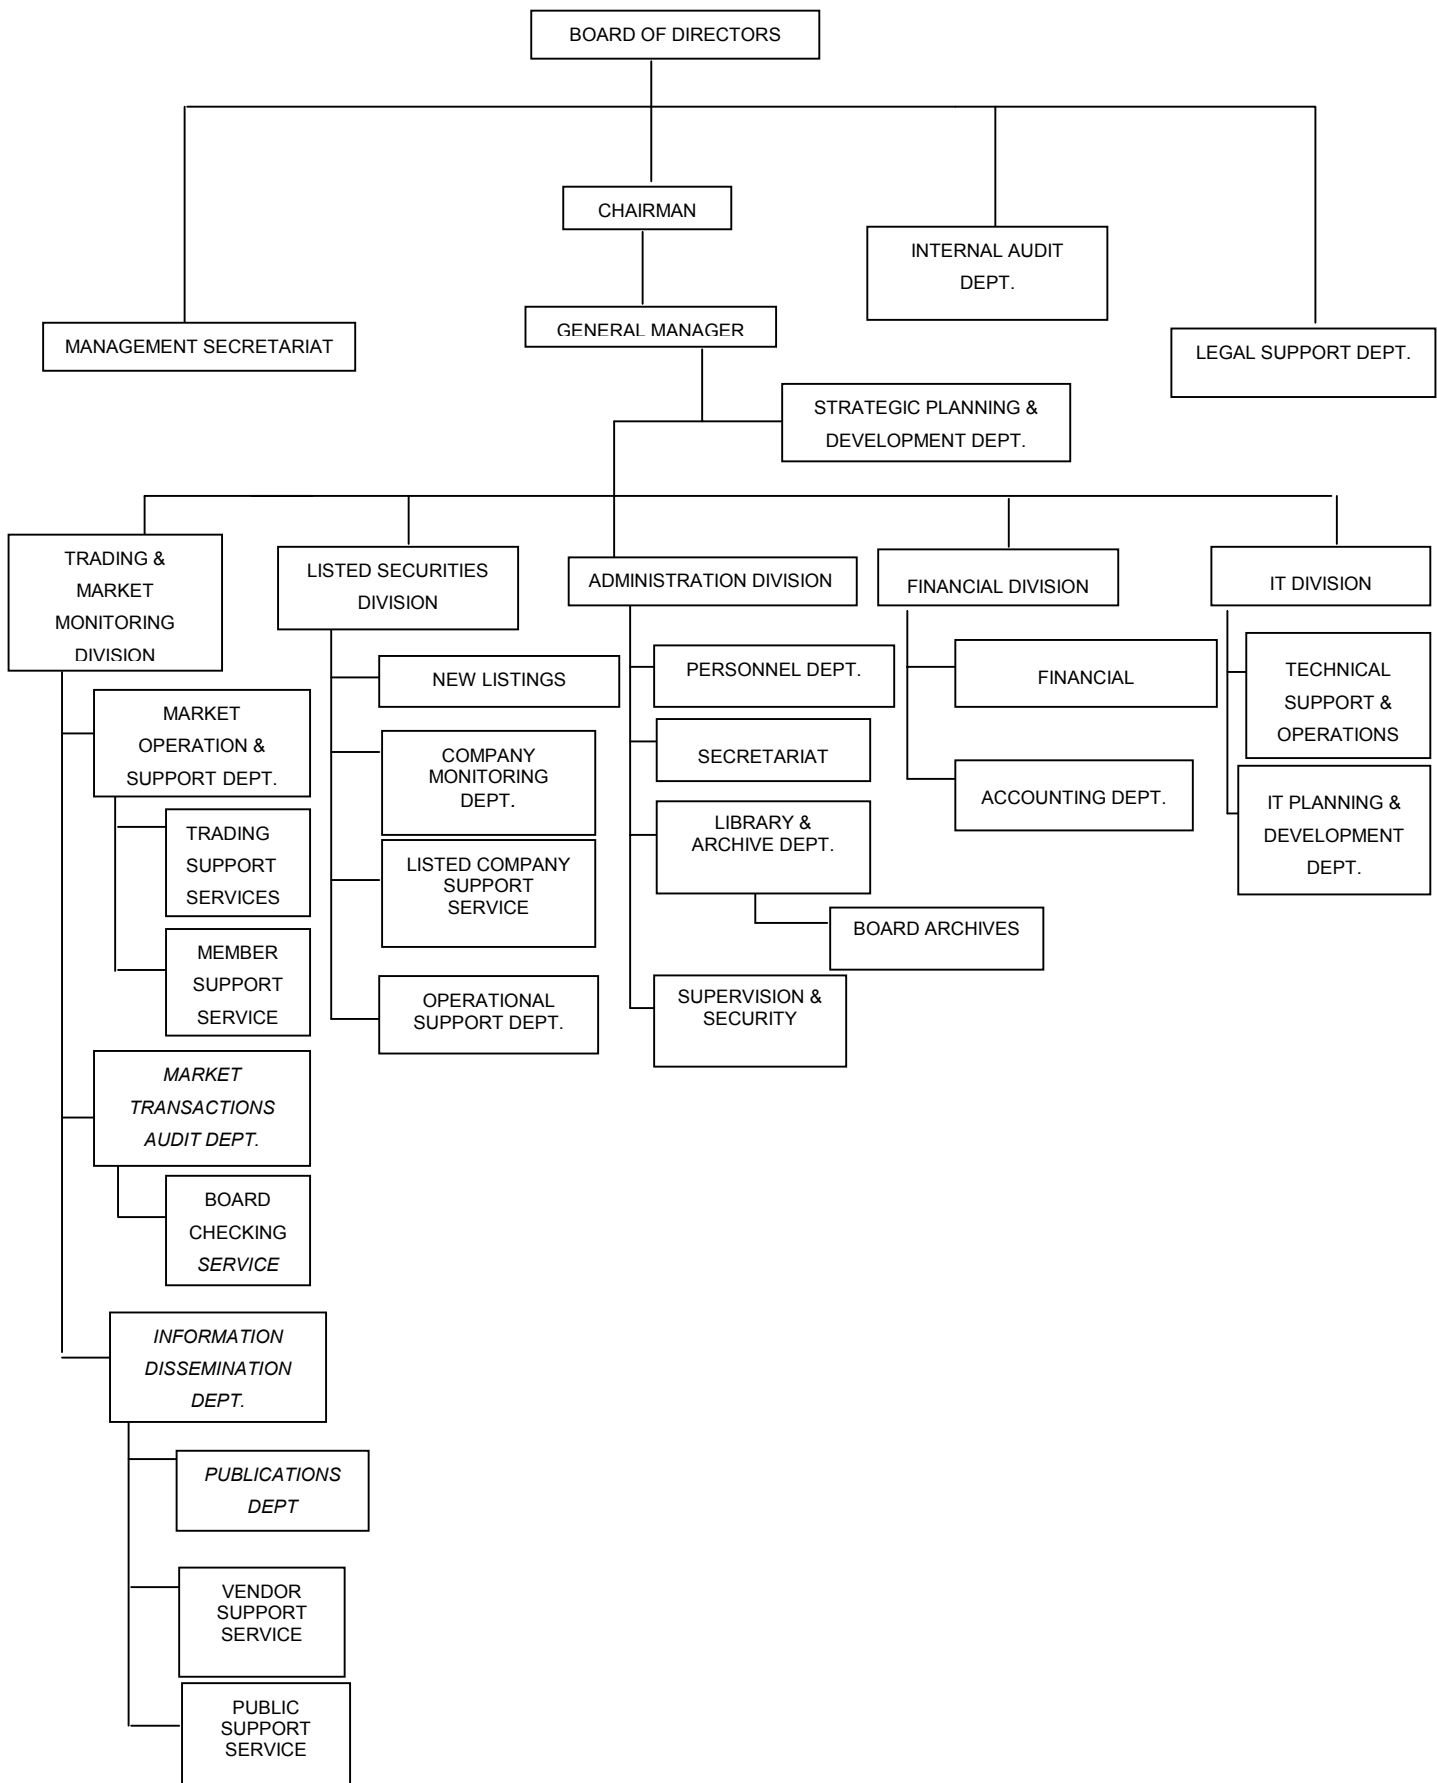 BOARD OF DIRECTORS
CHAIRMAN
INTERNAL AUDIT
DEPT.
GENERAL MANAGER
MANAGEMENT SECRETARIAT
LEGAL SUPPORT DEPT.
STRATEGIC PLANNING &
DEVELOPMENT DEPT.
TRADING &
MARKET
MONITORING
DIVISION
LISTED SECURITIES
DIVISION
ADMINISTRATION DIVISION
FINANCIAL DIVISION
IT DIVISION
MARKET
OPERATION &
SUPPORT DEPT.
TRADING
SUPPORT
SERVICES
MEMBER
SUPPORT
SERVICE
MARKET
TRANSACTIONS
AUDIT DEPT.
BOARD
CHECKING
SERVICE
INFORMATION
DISSEMINATION
DEPT.
PUBLICATIONS
DEPT
VENDOR
SUPPORT
SERVICE
PUBLIC
SUPPORT
SERVICE
NEW LISTINGS
COMPANY
MONITORING
DEPT.
LISTED COMPANY
SUPPORT
SERVICE
OPERATIONAL
SUPPORT DEPT.
PERSONNEL DEPT.
SECRETARIAT
LIBRARY &
ARCHIVE DEPT.
BOARD ARCHIVES
SUPERVISION &
SECURITY
FINANCIAL
ACCOUNTING DEPT.
TECHNICAL
SUPPORT &
OPERATIONS
IT PLANNING &
DEVELOPMENT
DEPT.